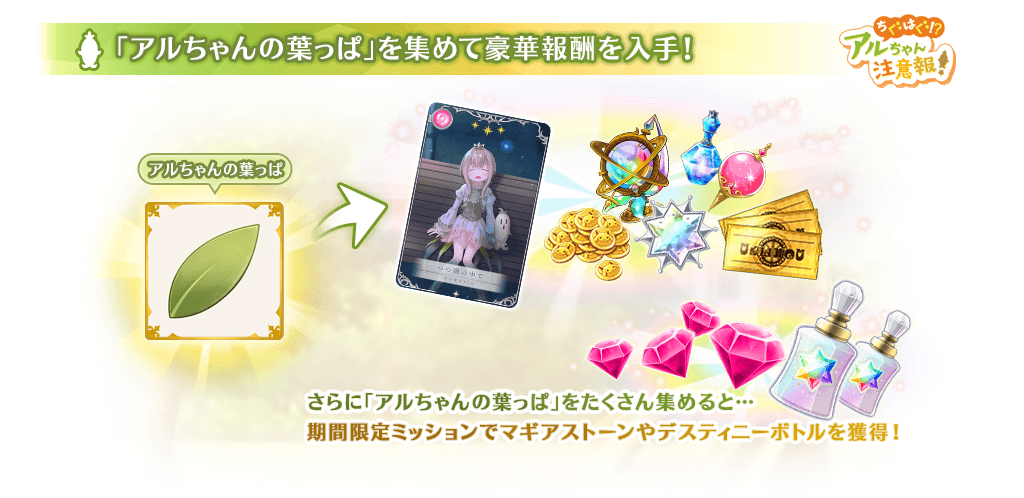 「アルちゃんの葉っぱ」を集めて豪華報酬を入手!
ちぐ・はぐ!?
アルちゃん
注意報!
アルちゃんの葉っぱ
さらに「アルちゃんの葉っぱ」をたくさん集めると…
期間限定ミッションでマギアストーンやデスティニーボトルを獲得!